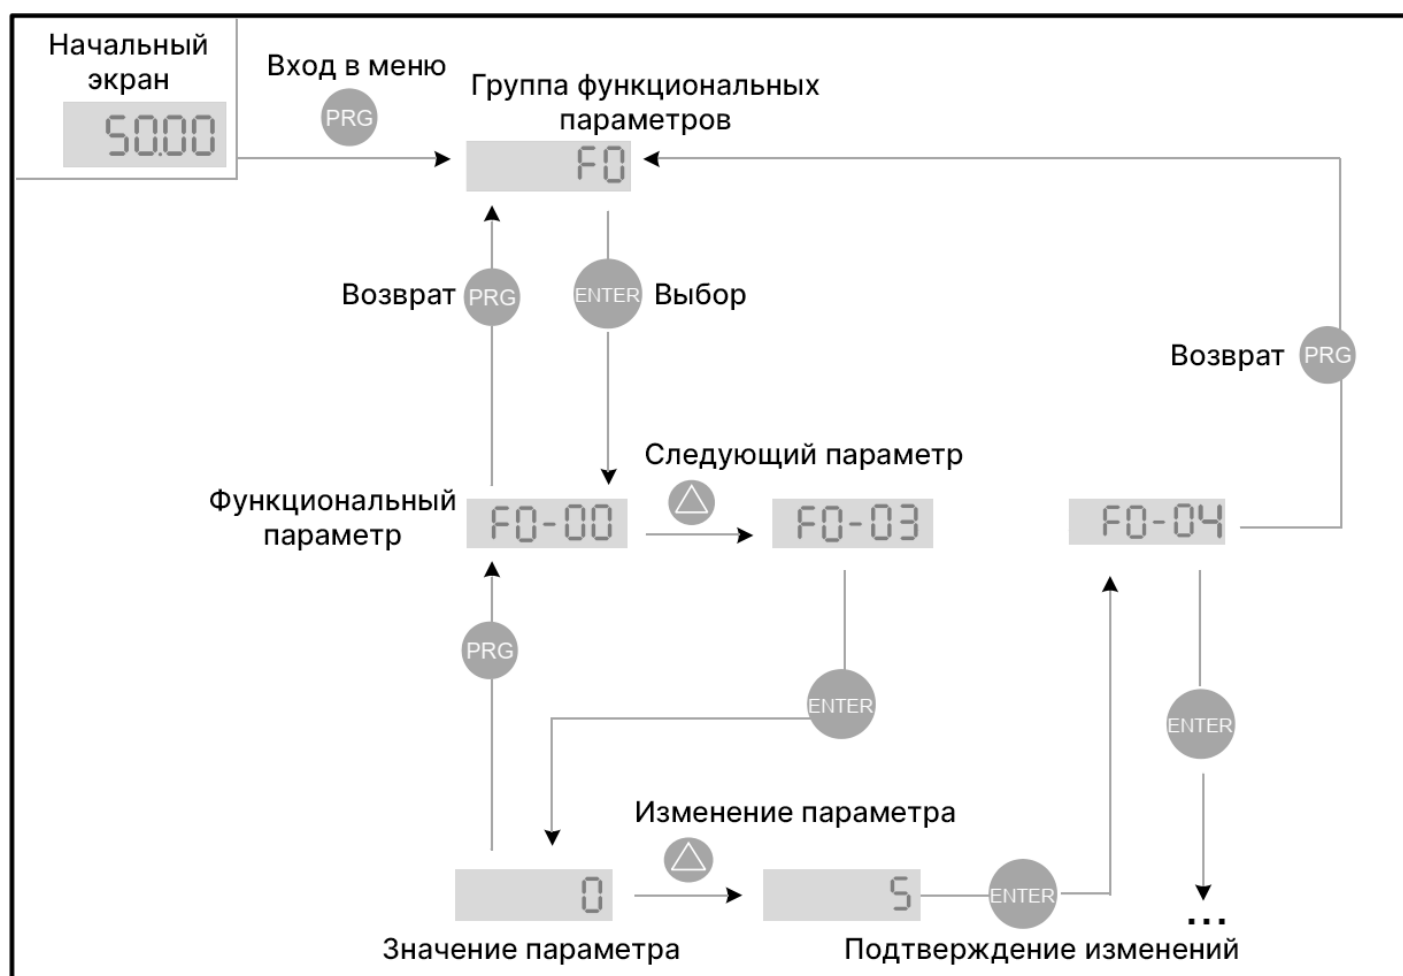 Начальный
экран
50.00
Вход в меню
PRG
Группа функциональных
параметров
F0
Возврат
PRG
ENTER
Выбор
Возврат
PRG
Следующий параметр
Функциональный
параметр
F0-00
F0-03
F0-04
PRG
ENTER
ENTER
Изменение параметра
0
5
ENTER
...
Значение параметра
Подтверждение изменений